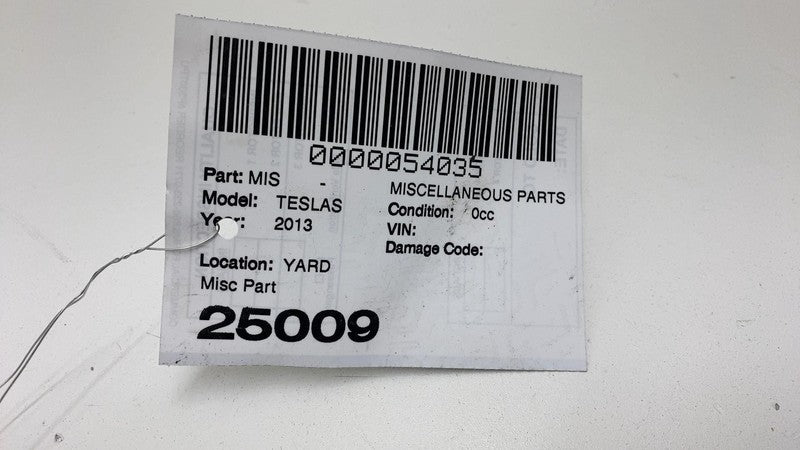 0000054035
Part: MIS - MISCELLANEOUS PARTS
Model: TESLAS Condition: 0cc
Year: 2013 VIN:
Damage Code:
Location: YARD
Misc Part
25009